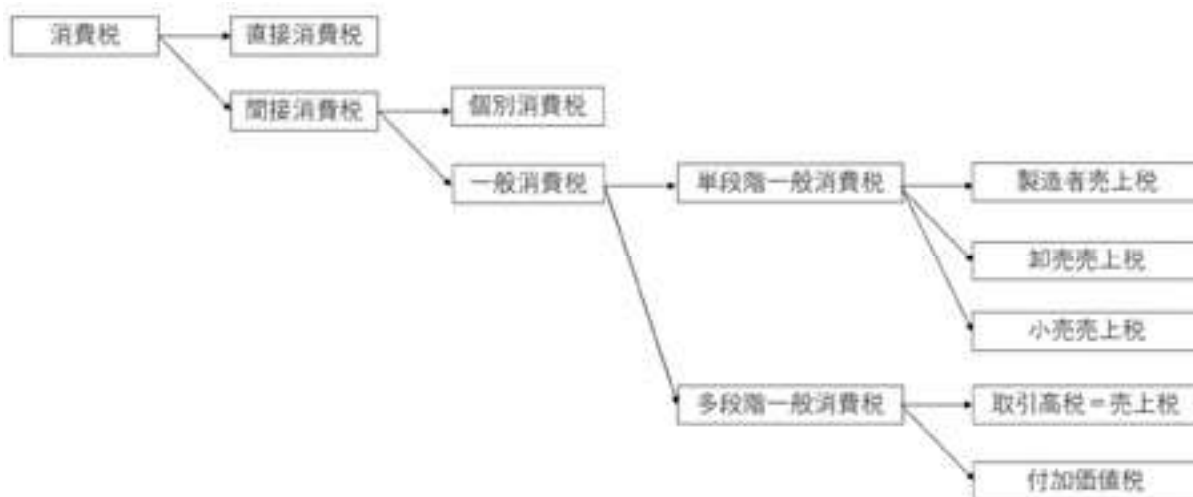 消費税
直接消費税
間接消費税
個別消費税
一般消費税
単段階一般消費税
製造者売上税
卸売売上税
小売売上税
多段階一般消費税
取引高税＝売上税
付加価値税